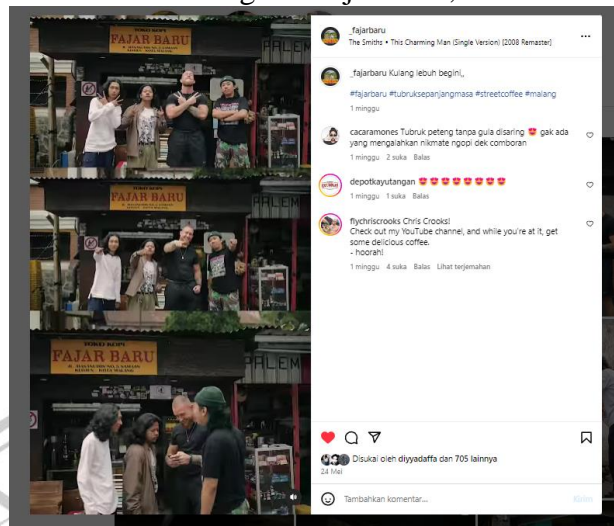 FAJAR BARU
PALEM
FAJAR BARU
PALEM
FAJAR BARU
PALEM
_fajarbaru
The Smiths • This Charming Man (Single Version) [2008 Remaster]
_fajarbaru Kulang lebuh begini,,
#fajarbaru #tubruksepanjangmasa #streetcoffee #malang
1 minggu
cacaramones Tubruk peteng tanpa gula disaring 😍 gak ada
yang mengalahkan nikmate ngopi dek comboran
1 minggu 2 suka Balas
depotkayutangan 😍😍😍😍😍😍😍😍
1 minggu 1 suka Balas
flychriscrooks Chris Crooks!
Check out my YouTube channel, and while you're at it, get
some delicious coffee.
- hoorah!
1 minggu 4 suka Balas Lihat terjemahan
Disukai oleh diyyadaffa dan 705 lainnya
24 Mei
Tambahkan komentar...
Kirim